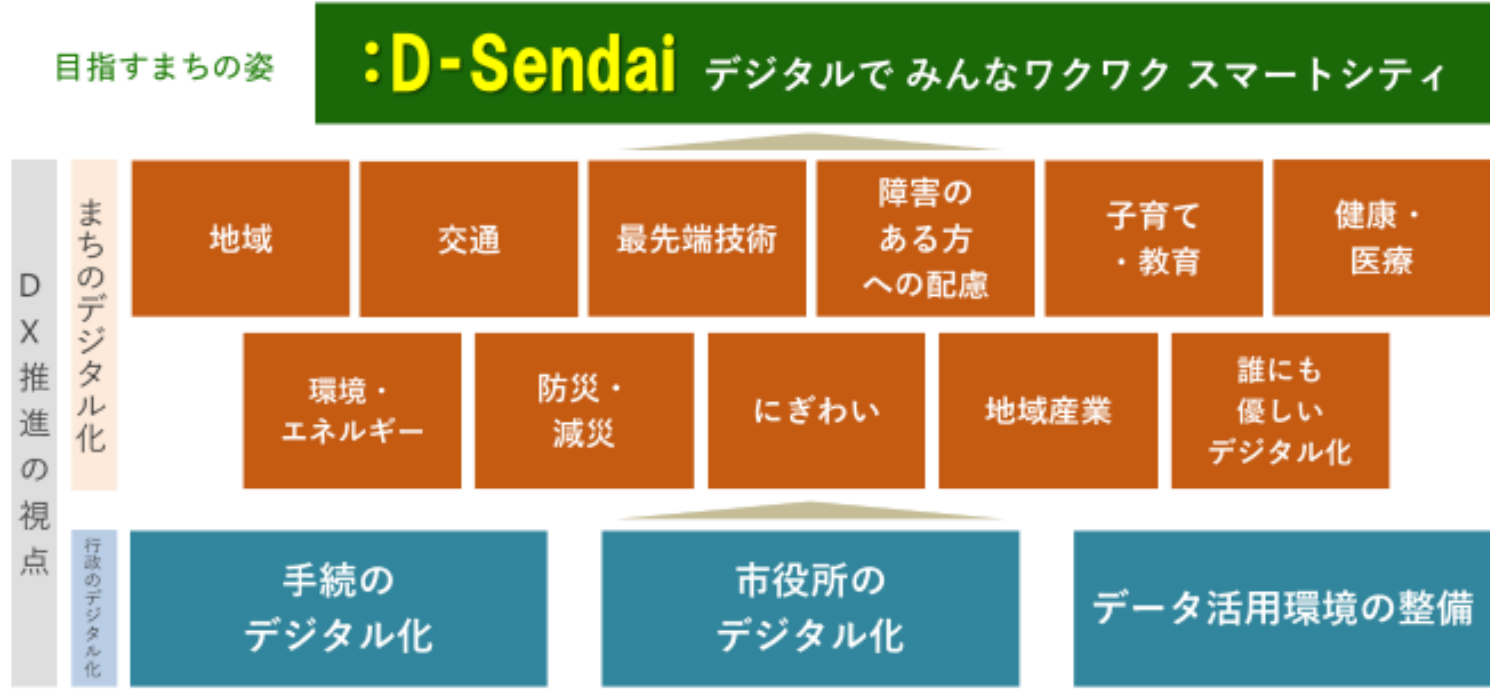 目指すまちの姿
:D-Sendai デジタルで みんなワクワク スマートシティ
DX推進の視点
まちのデジタル化
地域
交通
最先端技術
障害の
ある方
への配慮
子育て
・教育
健康・
医療
環境・
エネルギー
防災・
減災
にぎわい
地域産業
誰にも
優しい
デジタル化
行政のデジタル化
手続の
デジタル化
市役所の
デジタル化
データ活用環境の整備